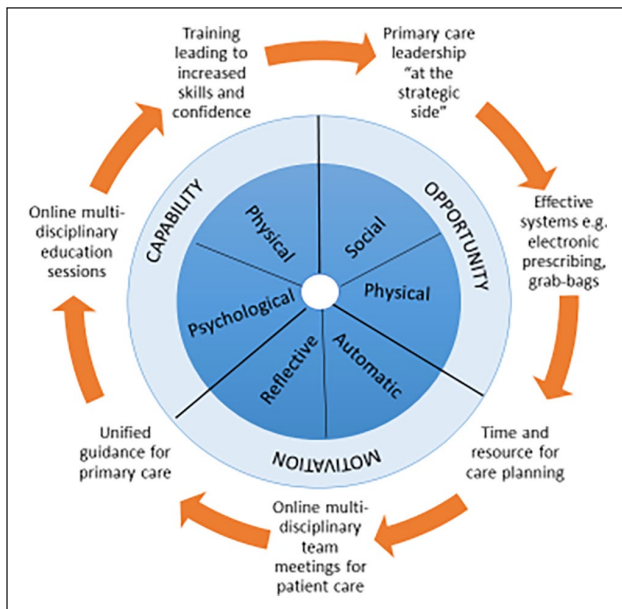 Training
leading to
increased
skills and
confidence
Primary care
leadership
"at the
strategic
side"
Effective
systems e.g.
electronic
prescribing,
grab-bags
Time and
resource for
care planning
Online multi-
disciplinary
team
meetings for
patient care
Unified
guidance for
primary care
Online multi-
disciplinary
education
sessions
CAPABILITY
OPPORTUNITY
MOTIVATION
Physical
Social
Psychological
Physical
Reflective
Automatic